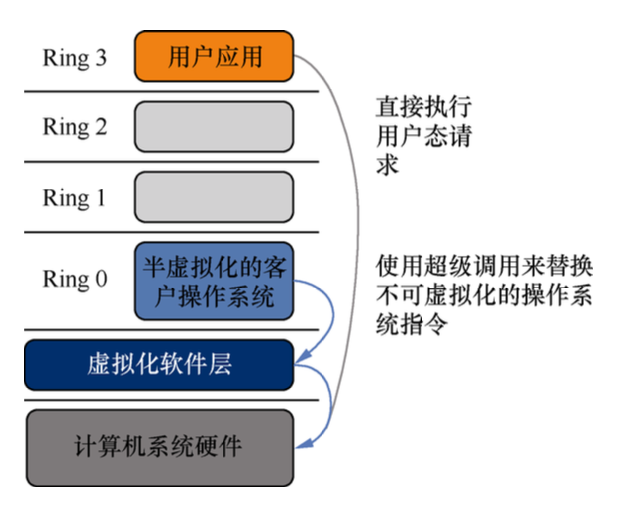 Ring 3
用户应用
直接执行
用户态请
求
Ring 2
Ring 1
Ring 0
半虚拟化的客
户操作系统
使用超级调用来替换
不可虚拟化的操作系
统指令
虚拟化软件层
计算机系统硬件